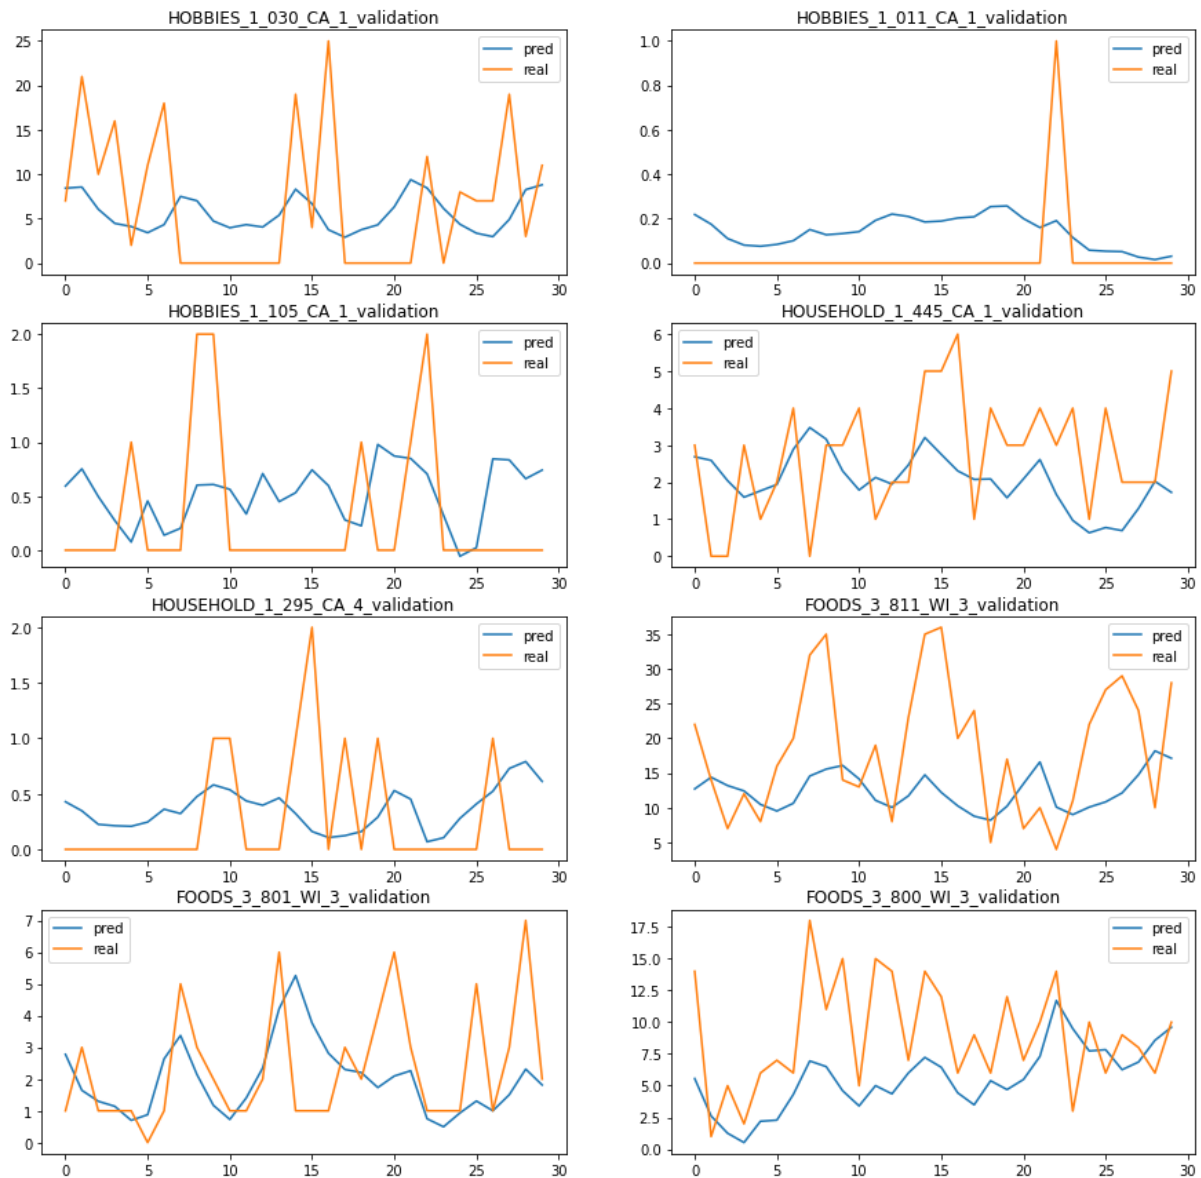 HOBBIES_1_030_CA_1_validation
25
20
15
10
5
0
pred
real
0 5 10 15 20 25 30
HOBBIES_1_011_CA_1_validation
1.0
0.8
0.6
0.4
0.2
0.0
pred
real
0 5 10 15 20 25 30
HOBBIES_1_105_CA_1_validation
2.0
1.5
1.0
0.5
0.0
pred
real
0 5 10 15 20 25 30
HOUSEHOLD_1_445_CA_1_validation
6
5
4
3
2
1
0
pred
real
0 5 10 15 20 25 30
HOUSEHOLD_1_295_CA_4_validation
2.0
1.5
1.0
0.5
0.0
pred
real
0 5 10 15 20 25 30
FOODS_3_811_WI_3_validation
35
30
25
20
15
10
5
pred
real
0 5 10 15 20 25 30
FOODS_3_801_WI_3_validation
7
6
5
4
3
2
1
0
pred
real
0 5 10 15 20 25 30
FOODS_3_800_WI_3_validation
17.5
15.0
12.5
10.0
7.5
5.0
2.5
0.0
pred
real
0 5 10 15 20 25 30